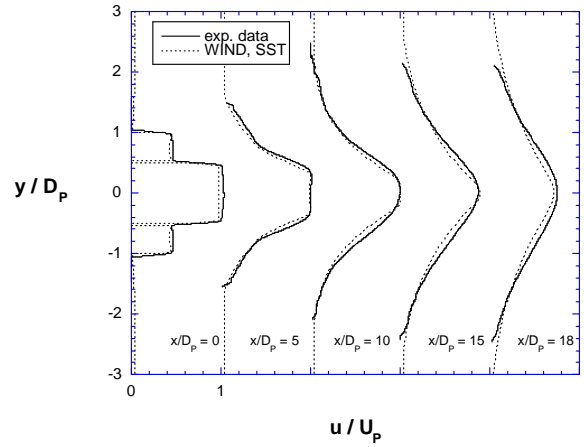 exp. data
WIND, SST
3
2
1
0
-1
-2
-3
y / D_P
x/D_P = 0
x/D_P = 5
x/D_P = 10
x/D_P = 15
x/D_P = 18
0
1
u / U_P